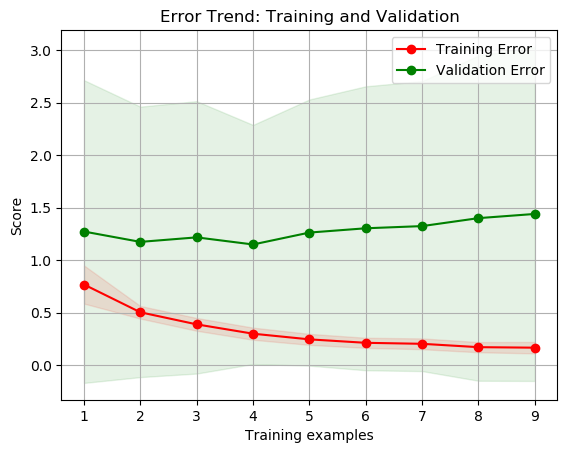 Error Trend: Training and Validation
Training Error
Validation Error
3.0
2.5
2.0
1.5
1.0
0.5
0.0
Score
1 2 3 4 5 6 7 8 9
Training examples